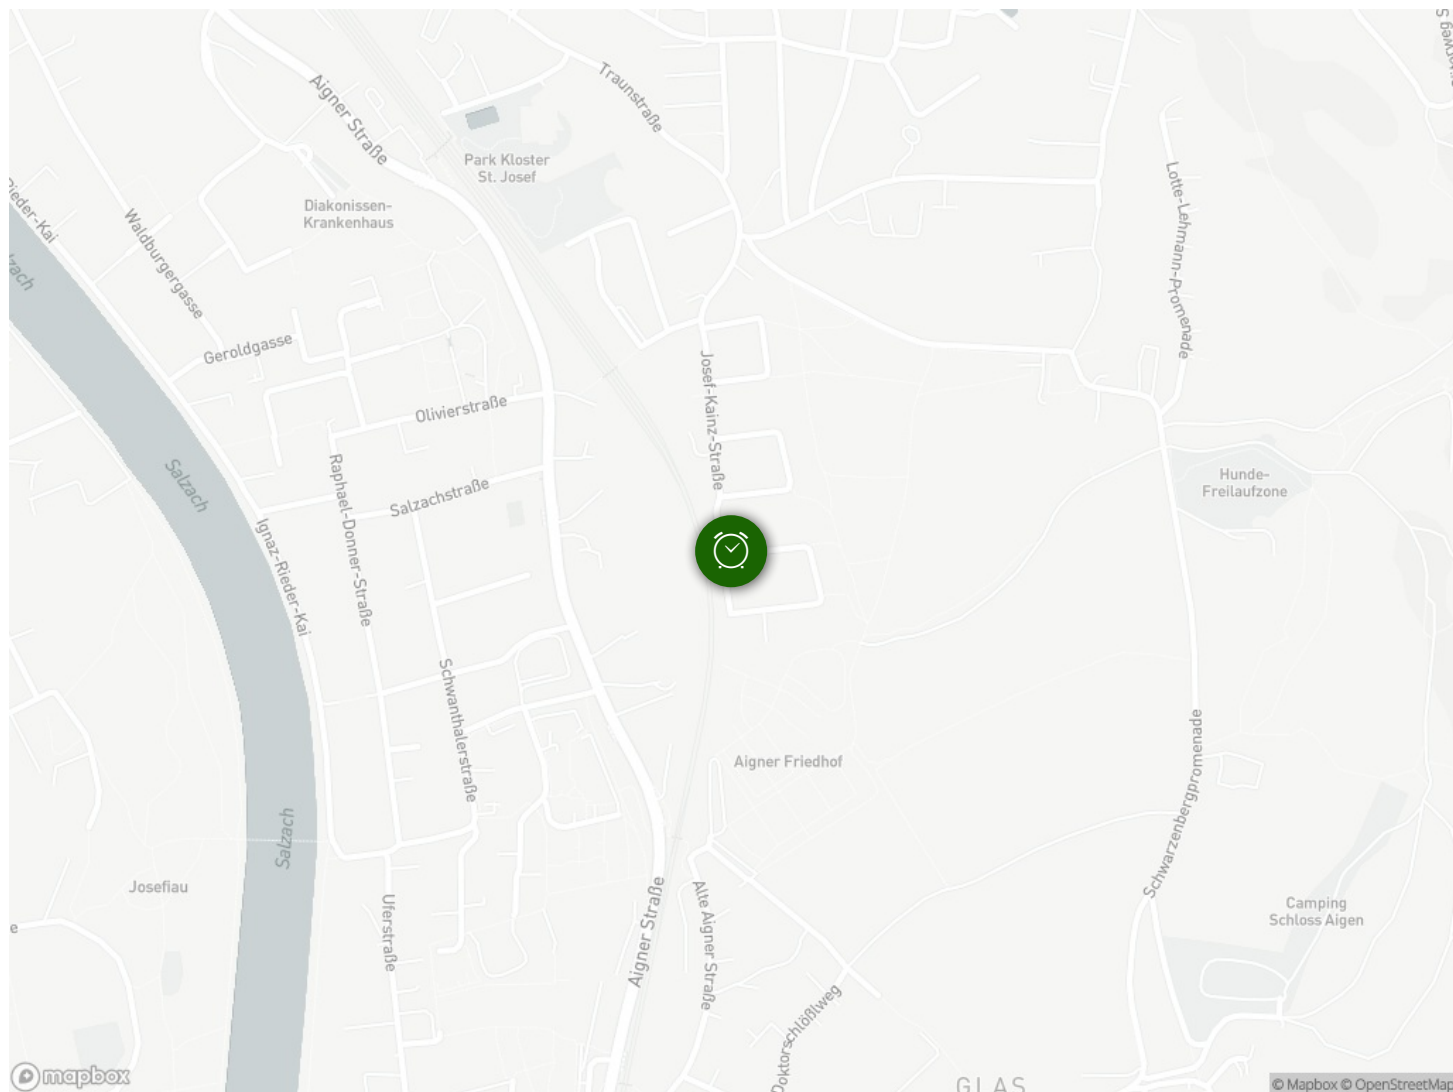 Aigner Straße
Traunstraße
Park Kloster
St. Josef
Diakonissen-
Krankenhaus
Rieder-Kai
Waldburgergasse
Lotte-Lehmann-Promenade
Geroldgasse
Josef-Kainz-Straße
Olivierstraße
Salzach
Raphael-Donner-Straße
Salzachstraße
Hunde-
Freilaufzone
Ignaz-Rieder-Kai
Schwanthalerstraße
Aigner Friedhof
Schwarzenbergpromenade
Salzach
Josefiau
Uferstraße
Aigner Straße
Alte Aigner Straße
Camping
Schloss Aigen
Doktorschlößlweg
GLAS
mapbox
© Mapbox © OpenStreetMap